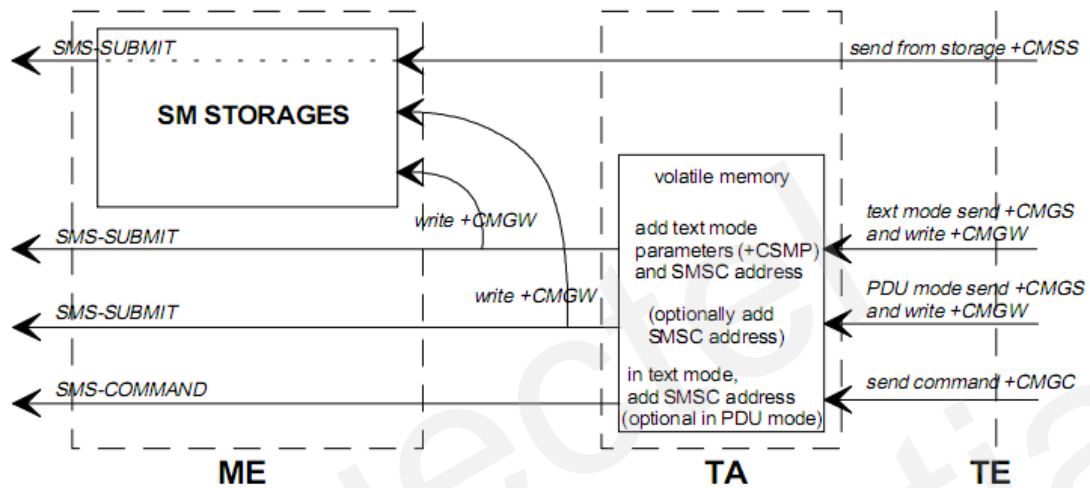 SMS-SUBMIT
send from storage +CMSS
SM STORAGES
volatile memory
write +CMGW
text mode send +CMGS
and write +CMGW
SMS-SUBMIT
add text mode
parameters (+CSMP)
and SMSC address
write +CMGW
PDU mode send +CMGS
and write +CMGW
SMS-SUBMIT
(optionally add
SMSC address)
SMS-COMMAND
in text mode,
add SMSC address
(optional in PDU mode)
send command +CMGC
ME
TA
TE